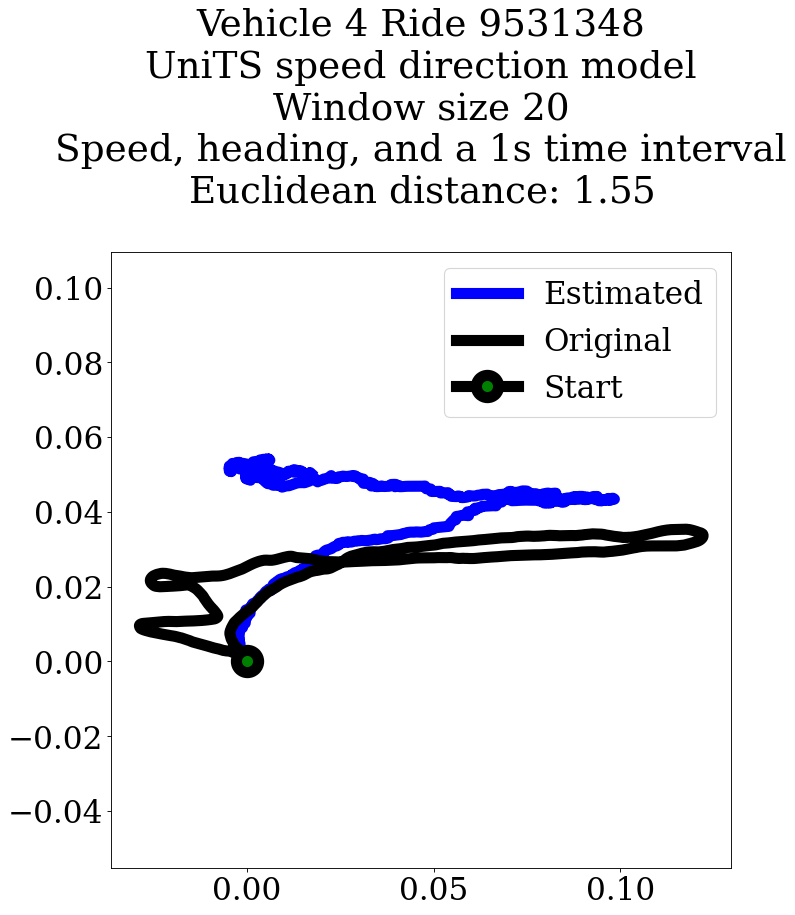 Vehicle 4 Ride 9531348
UniTS speed direction model
Window size 20
Speed, heading, and a 1s time interval
Euclidean distance: 1.55
Estimated
Original
Start
0.10
0.08
0.06
0.04
0.02
0.00
−0.02
−0.04
0.00 0.05 0.10